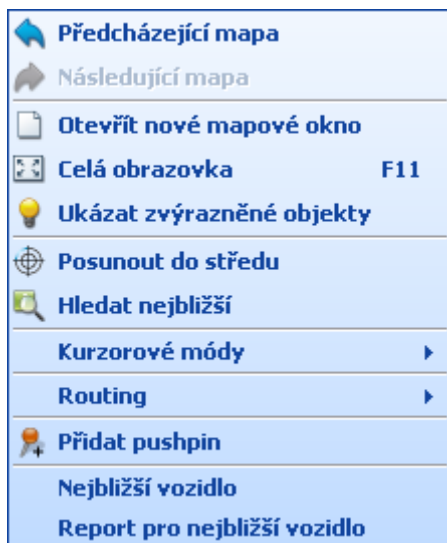 Předcházející mapa
Následující mapa
Otevřít nové mapové okno
Celá obrazovka F11
Ukázat zvýrazněné objekty
Posunout do středu
Hledat nejbližší
Kurzorové módy
Routing
Přidat pushpin
Nejbližší vozidlo
Report pro nejbližší vozidlo